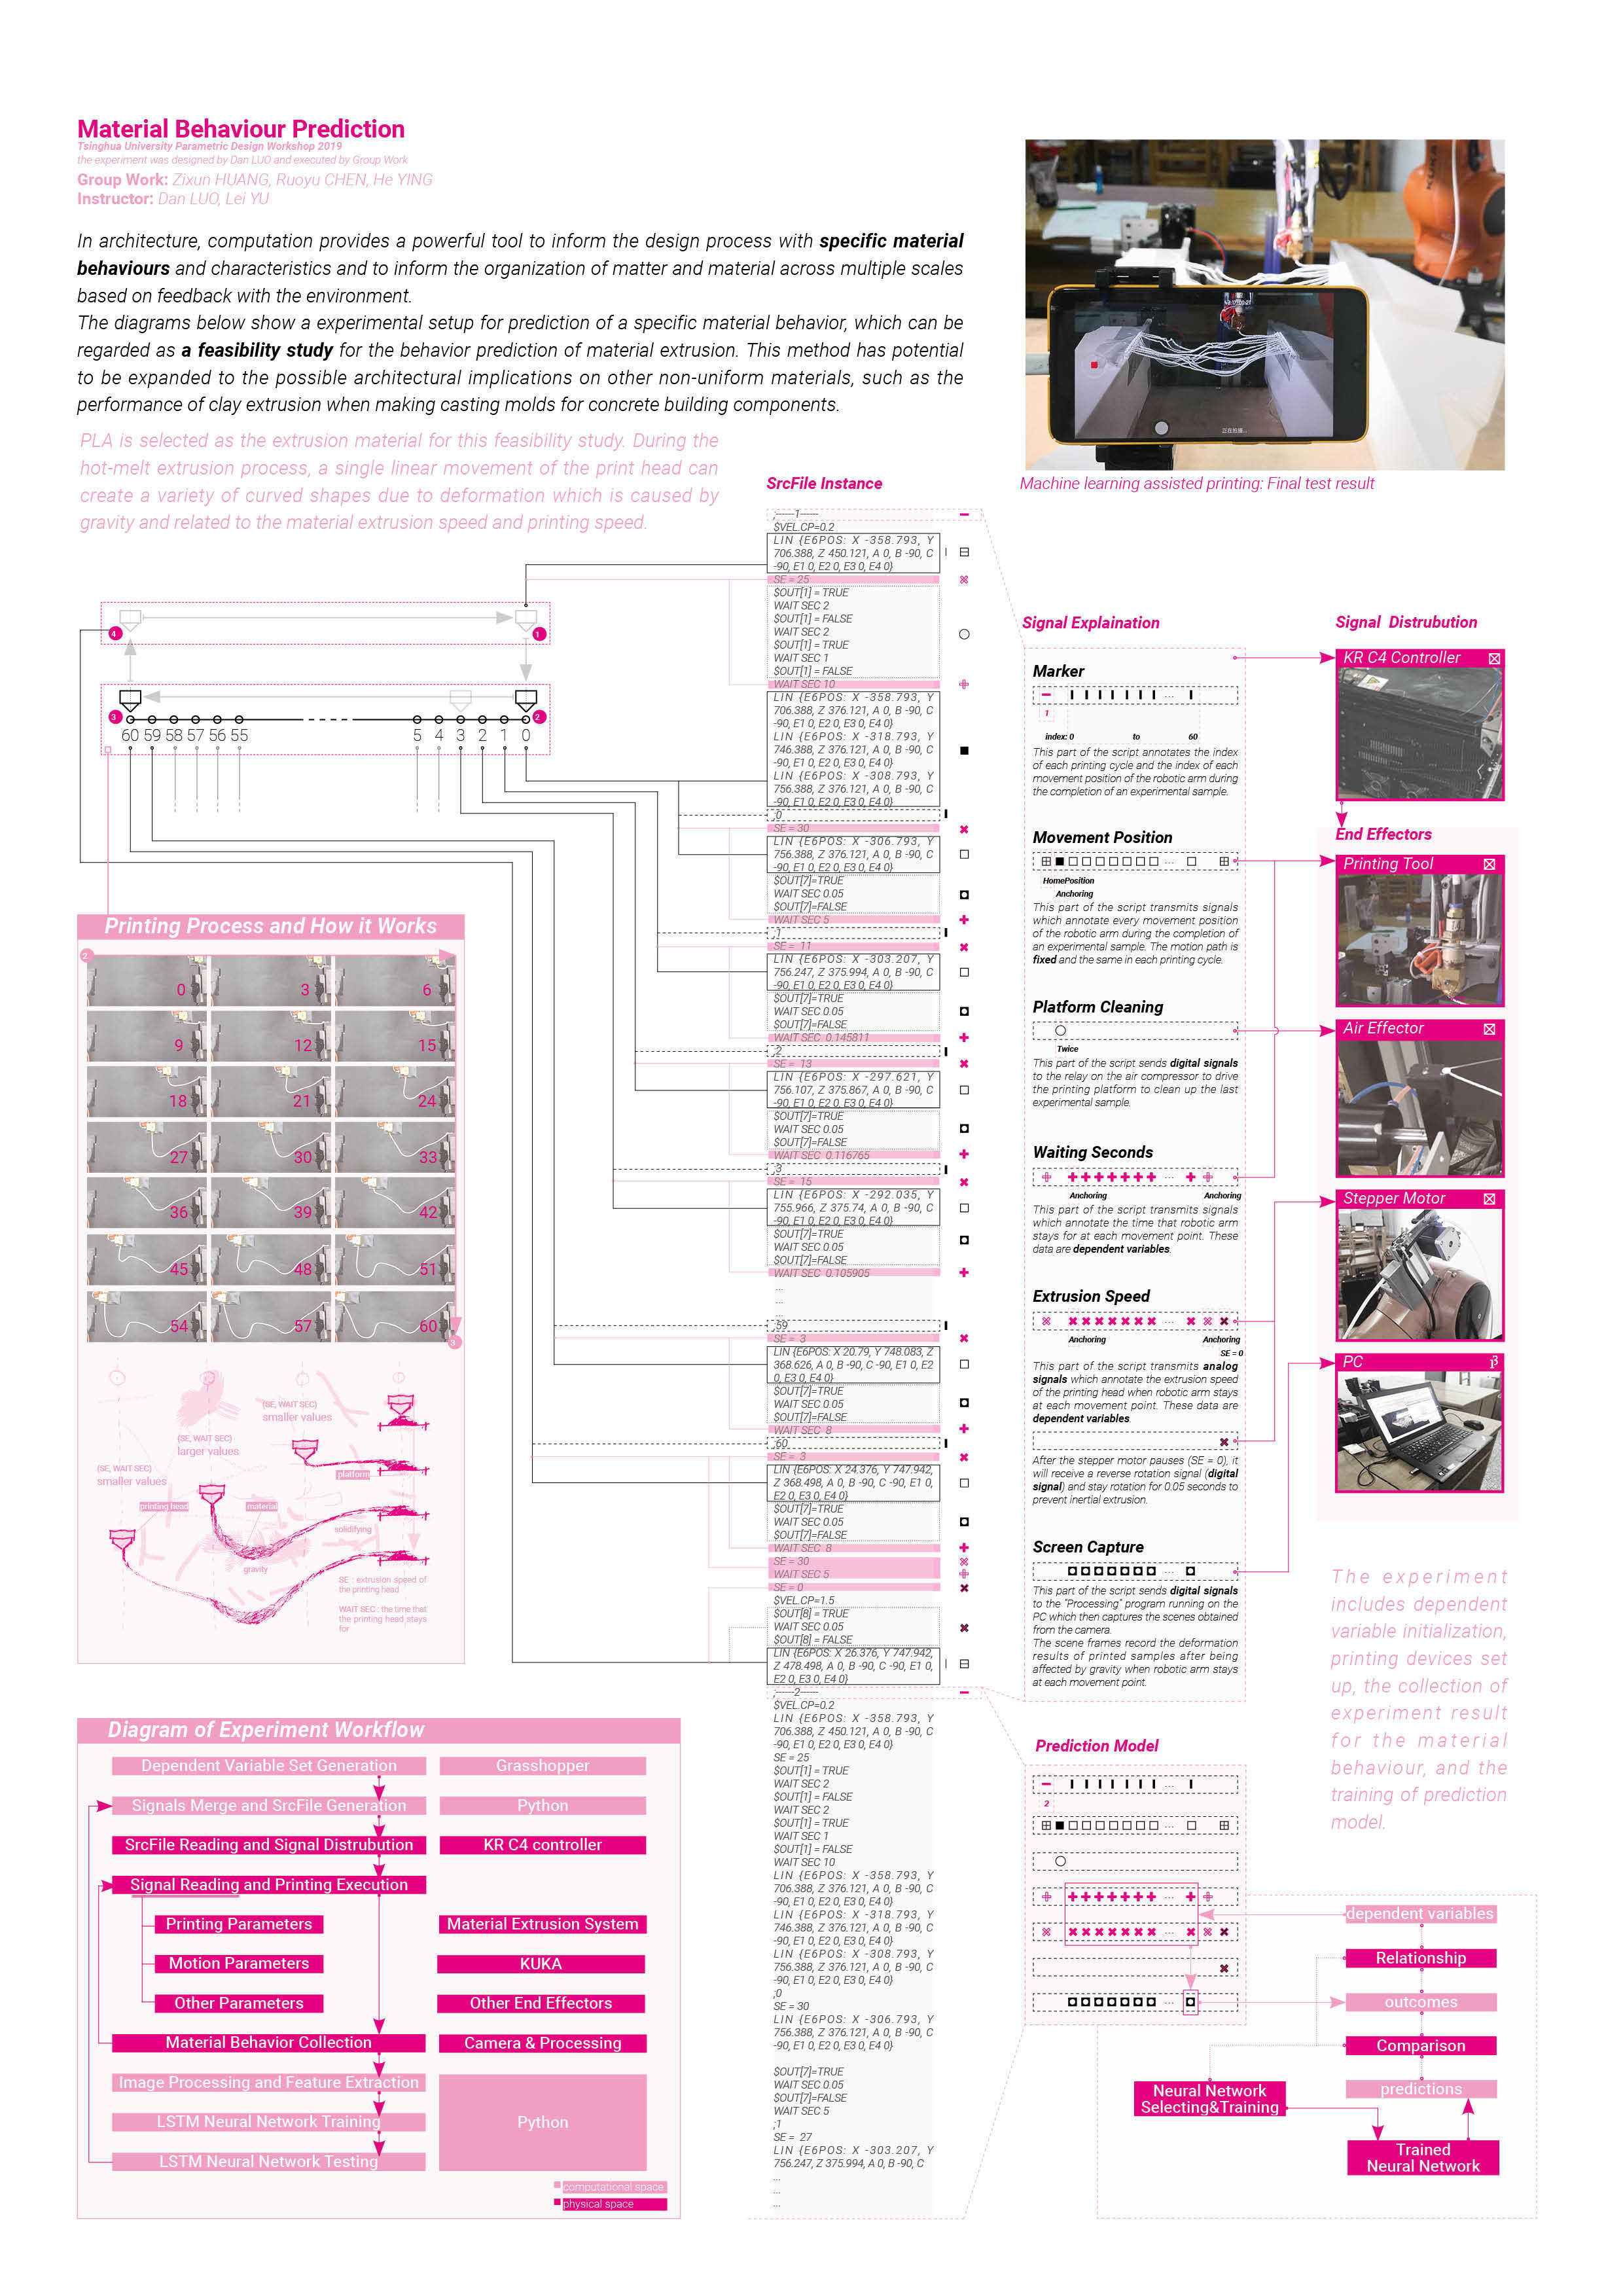 Material Behaviour Prediction
Tsinghua University Parametric Design Workshop 2019
the experiment was designed by Dan LUO and executed by Group Work
Group Work: Zixun HUANG, Ruoyu CHEN, He YING
Instructor: Dan LUO, Lei YU
In architecture, computation provides a powerful tool to inform the design process with specific material
behaviours and characteristics and to inform the organization of matter and material across multiple scales
based on feedback with the environment.
The diagrams below show a experimental setup for prediction of a specific material behavior, which can be
regarded as a feasibility study for the behavior prediction of material extrusion. This method has potential
to be expanded to the possible architectural implications on other non-uniform materials, such as the
performance of clay extrusion when making casting molds for concrete building components.
PLA is selected as the extrusion material for this feasibility study. During the
hot-melt extrusion process, a single linear movement of the print head can
create a variety of curved shapes due to deformation which is caused by
gravity and related to the material extrusion speed and printing speed.
KUKA
正在拍摄...
Machine learning assisted printing: Final test result
4
1
3
2
60 59 58 57 56 55
5 4 3 2 1 0
Printing Process and How it Works
2
0 3 6
9 12 15
18 21 24
27 30 33
36 39 42
45 48 51
54 57 60
3
(SE, WAIT SEC)
smaller values
(SE, WAIT SEC)
larger values
(SE, WAIT SEC)
smaller values
platform
printing head
material
solidifying
gravity
SE : extrusion speed of
the printing head
WAIT SEC : the time that
the printing head stays
for
Diagram of Experiment Workflow
Dependent Variable Set Generation
Grasshopper
Signals Merge and SrcFile Generation
Python
SrcFile Reading and Signal Distrubution
KR C4 controller
Signal Reading and Printing Execution
Printing Parameters
Material Extrusion System
Motion Parameters
KUKA
Other Parameters
Other End Effectors
Material Behavior Collection
Camera & Processing
Image Processing and Feature Extraction
LSTM Neural Network Training
Python
LSTM Neural Network Testing
computational space
physical space
SrcFile Instance
;------1------
$VEL.CP=0.2
LIN {E6POS: X -358.793, Y
706.388, Z 450.121, A 0, B -90, C
-90, E1 0, E2 0, E3 0, E4 0}
SE = 25
$OUT[1] = TRUE
WAIT SEC 2
$OUT[1] = FALSE
WAIT SEC 2
$OUT[1] = TRUE
WAIT SEC 1
$OUT[1] = FALSE
WAIT SEC 10
LIN {E6POS: X -358.793, Y
706.388, Z 376.121, A 0, B -90, C
-90, E1 0, E2 0, E3 0, E4 0}
LIN {E6POS: X -318.793, Y
746.388, Z 376.121, A 0, B -90, C
-90, E1 0, E2 0, E3 0, E4 0}
LIN {E6POS: X -308.793, Y
756.388, Z 376.121, A 0, B -90, C
-90, E1 0, E2 0, E3 0, E4 0}
;0
SE = 30
LIN {E6POS: X -306.793, Y
756.388, Z 376.121, A 0, B -90, C
-90, E1 0, E2 0, E3 0, E4 0}
$OUT[7]=TRUE
WAIT SEC 0.05
$OUT[7]=FALSE
WAIT SEC 5
;1
SE = 11
LIN {E6POS: X -303.207, Y
756.247, Z 375.994, A 0, B -90, C
-90, E1 0, E2 0, E3 0, E4 0}
$OUT[7]=TRUE
WAIT SEC 0.05
$OUT[7]=FALSE
WAIT SEC 0.145811
;2
SE = 13
LIN {E6POS: X -297.621, Y
756.107, Z 375.867, A 0, B -90, C
-90, E1 0, E2 0, E3 0, E4 0}
$OUT[7]=TRUE
WAIT SEC 0.05
$OUT[7]=FALSE
WAIT SEC 0.116765
;3
SE = 15
LIN {E6POS: X -292.035, Y
755.966, Z 375.74, A 0, B -90, C
-90, E1 0, E2 0, E3 0, E4 0}
$OUT[7]=TRUE
WAIT SEC 0.05
$OUT[7]=FALSE
WAIT SEC 0.105905
...
...
...
;59
SE = 3
LIN {E6POS: X 20.79, Y 748.083, Z
368.626, A 0, B -90, C -90, E1 0, E2
0, E3 0, E4 0}
$OUT[7]=TRUE
WAIT SEC 0.05
$OUT[7]=FALSE
WAIT SEC 8
;60
SE = 3
LIN {E6POS: X 24.376, Y 747.942,
Z 368.498, A 0, B -90, C -90, E1 0,
E2 0, E3 0, E4 0}
$OUT[7]=TRUE
WAIT SEC 0.05
$OUT[7]=FALSE
WAIT SEC 8
SE = 30
WAIT SEC 5
SE = 0
$VEL.CP=1.5
$OUT[8] = TRUE
WAIT SEC 0.05
$OUT[8] = FALSE
LIN {E6POS: X 26.376, Y 747.942,
Z 478.498, A 0, B -90, C -90, E1 0,
E2 0, E3 0, E4 0}
;------2------
$VEL.CP=0.2
LIN {E6POS: X -358.793, Y
706.388, Z 450.121, A 0, B -90, C
-90, E1 0, E2 0, E3 0, E4 0}
SE = 25
$OUT[1] = TRUE
WAIT SEC 2
$OUT[1] = FALSE
WAIT SEC 2
$OUT[1] = TRUE
WAIT SEC 1
$OUT[1] = FALSE
WAIT SEC 10
LIN {E6POS: X -358.793, Y
706.388, Z 376.121, A 0, B -90, C
-90, E1 0, E2 0, E3 0, E4 0}
LIN {E6POS: X -318.793, Y
746.388, Z 376.121, A 0, B -90, C
-90, E1 0, E2 0, E3 0, E4 0}
LIN {E6POS: X -308.793, Y
756.388, Z 376.121, A 0, B -90, C
-90, E1 0, E2 0, E3 0, E4 0}
;0
SE = 30
LIN {E6POS: X -306.793, Y
756.388, Z 376.121, A 0, B -90, C
-90, E1 0, E2 0, E3 0, E4 0}
$OUT[7]=TRUE
WAIT SEC 0.05
$OUT[7]=FALSE
WAIT SEC 5
;1
SE = 27
LIN {E6POS: X -303.207, Y
756.247, Z 375.994, A 0, B -90, C
...
...
...
Signal Explaination
Marker
1
index: 0 to 60
This part of the script annotates the index
of each printing cycle and the index of each
movement position of the robotic arm during
the completion of an experimental sample.
Movement Position
...
HomePosition
Anchoring
This part of the script transmits signals
which annotate every movement position
of the robotic arm during the completion of
an experimental sample. The motion path is
fixed and the same in each printing cycle.
Platform Cleaning
Twice
This part of the script sends digital signals
to the relay on the air compressor to drive
the printing platform to clean up the last
experimental sample.
Waiting Seconds
...
Anchoring Anchoring
This part of the script transmits signals
which annotate the time that robotic arm
stays for at each movement point. These
data are dependent variables.
Extrusion Speed
...
Anchoring Anchoring
SE = 0
This part of the script transmits analog
signals which annotate the extrusion speed
of the printing head when robotic arm stays
at each movement point. These data are
dependent variables.
After the stepper motor pauses (SE = 0), it
will receive a reverse rotation signal (digital
signal) and stay rotation for 0.05 seconds to
prevent inertial extrusion.
Screen Capture
...
This part of the script sends digital signals
to the "Processing" program running on the
PC which then captures the scenes obtained
from the camera.
The scene frames record the deformation
results of printed samples after being
affected by gravity when robotic arm stays
at each movement point.
Signal Distrubution
KR C4 Controller
End Effectors
Printing Tool
Air Effector
Stepper Motor
PC
The experiment
includes dependent
variable initialization,
printing devices set
up, the collection of
experiment result
for the material
behaviour, and the
training of prediction
model.
Prediction Model
2
dependent variables
Relationship
outcomes
Comparison
predictions
Neural Network
Selecting&Training
Trained
Neural Network